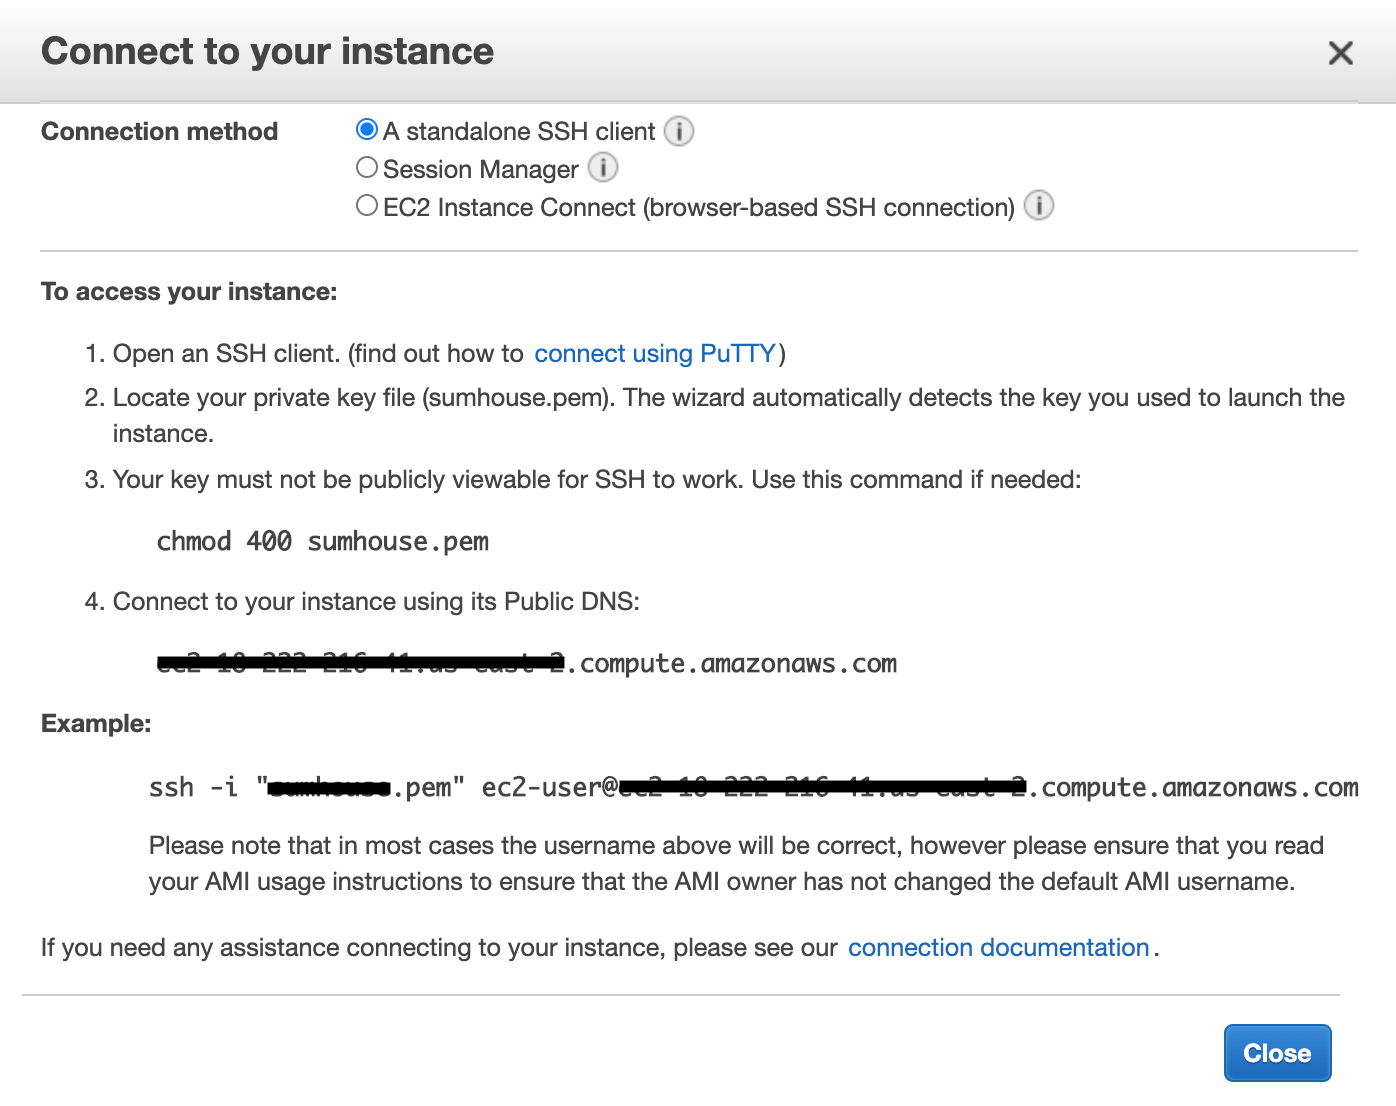 Connect to your instance
Connection method
A standalone SSH client
Session Manager
EC2 Instance Connect (browser-based SSH connection)
To access your instance:
1. Open an SSH client. (find out how to connect using PuTTY)
2. Locate your private key file (sumhouse.pem). The wizard automatically detects the key you used to launch the
instance.
3. Your key must not be publicly viewable for SSH to work. Use this command if needed:
chmod 400 sumhouse.pem
4. Connect to your instance using its Public DNS:
.compute.amazonaws.com
Example:
ssh -i ".pem" ec2-user@.compute.amazonaws.com
Please note that in most cases the username above will be correct, however please ensure that you read
your AMI usage instructions to ensure that the AMI owner has not changed the default AMI username.
If you need any assistance connecting to your instance, please see our connection documentation.
Close